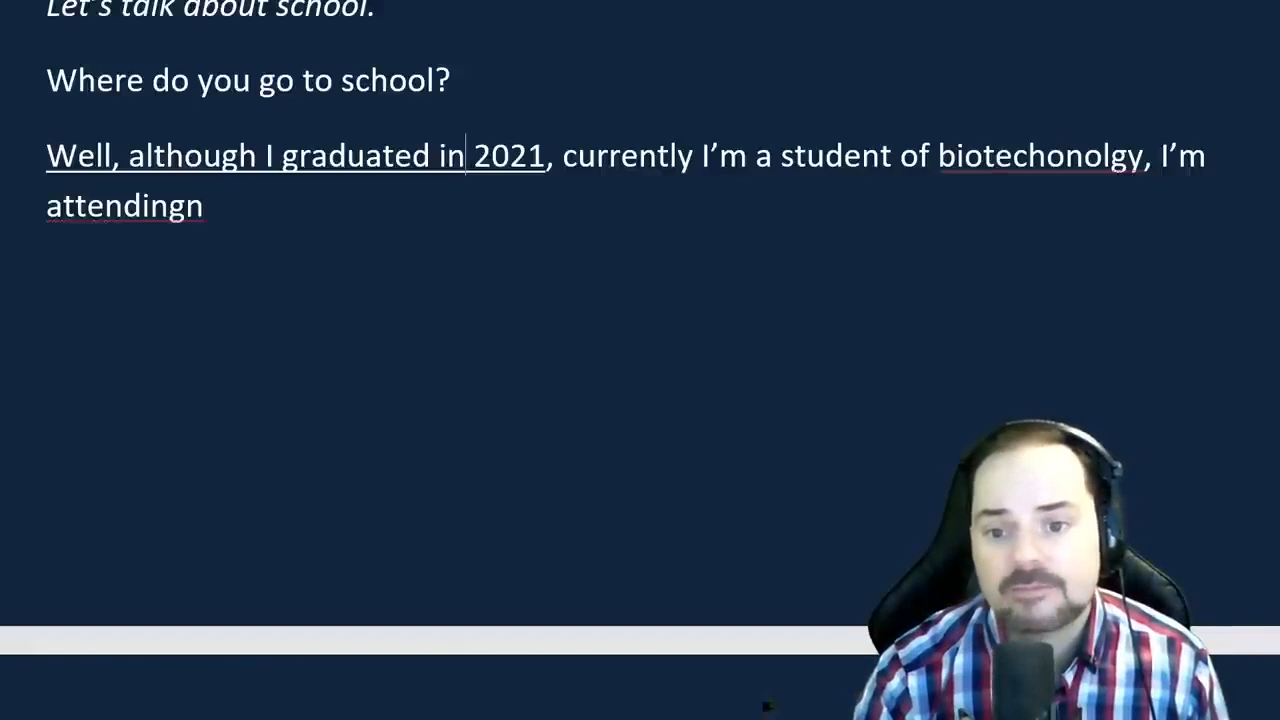 Let's talk about school.
Where do you go to school?
Well, although I graduated in 2021, currently I’m a student of biotechonolgy, I’m
attendingn